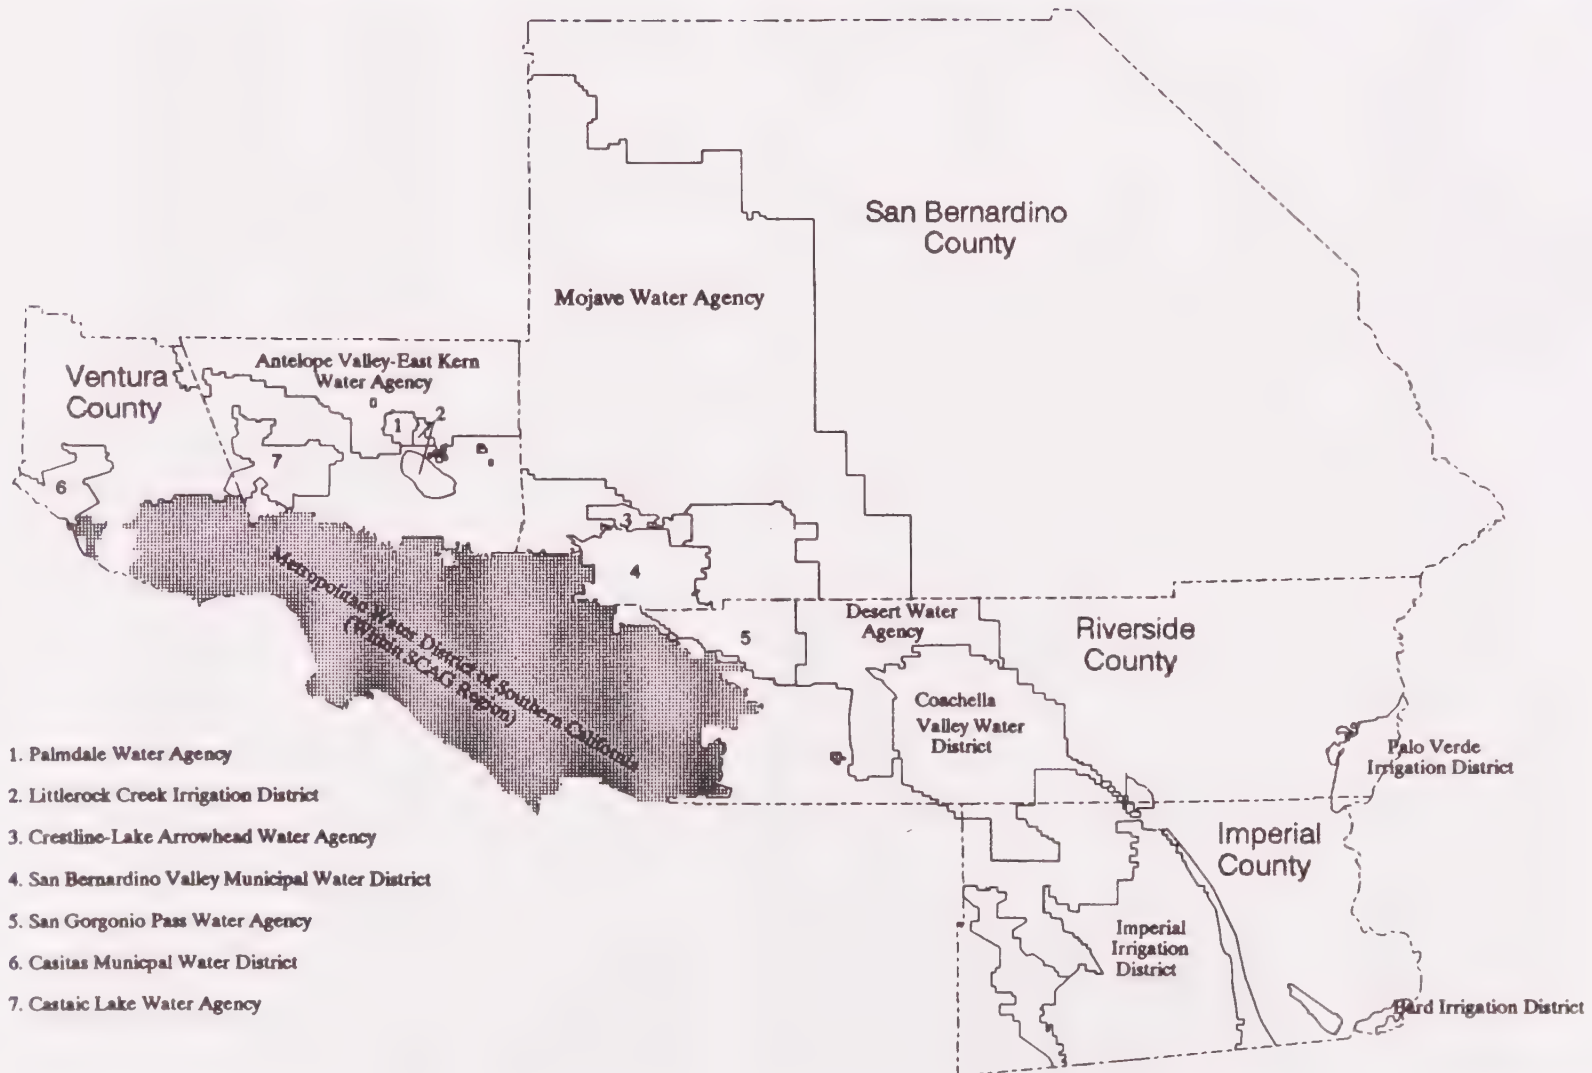 San Bernardino
County
Mojave Water Agency
Antelope Valley-East Kern
Water Agency
Ventura
County
1
2
7
6
3
4
5
Metropolitan Water District of Southern California
(Within SCAG Region)
Desert Water
Agency
Riverside
County
Coachella
Valley Water
District
Palo Verde
Irrigation District
Imperial
County
Imperial
Irrigation
District
Bard Irrigation District
1. Palmdale Water Agency
2. Littlerock Creek Irrigation District
3. Crestline-Lake Arrowhead Water Agency
4. San Bernardino Valley Municipal Water District
5. San Gorgonio Pass Water Agency
6. Casitas Municpal Water District
7. Castaic Lake Water Agency